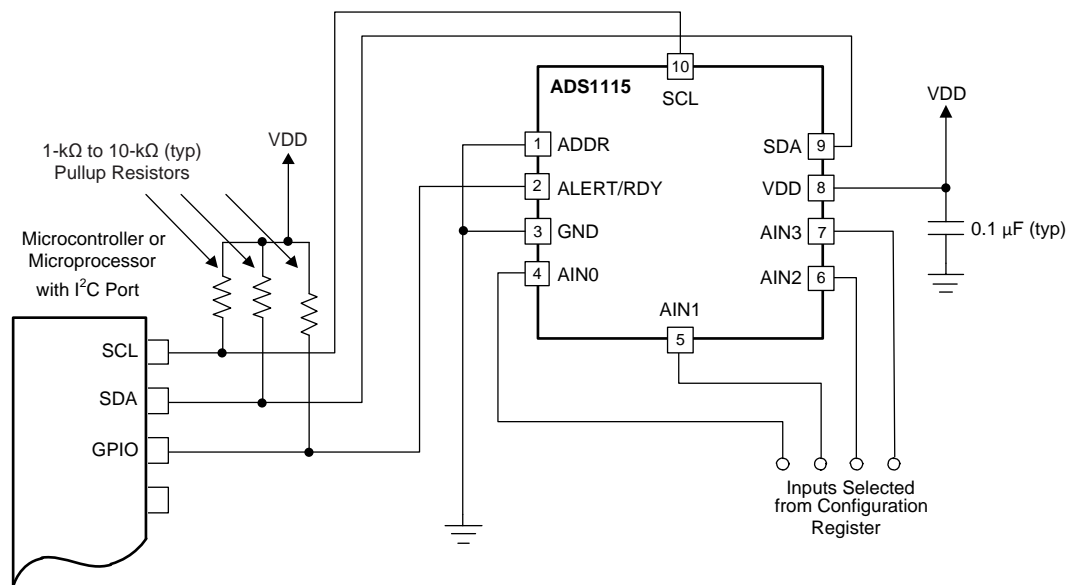 ADS1115
10
SCL
1
ADDR
2
ALERT/RDY
3
GND
4
AIN0
AIN1
5
SDA
9
VDD
8
AIN3
7
AIN2
6
VDD
0.1 μF (typ)
VDD
1-kΩ to 10-kΩ (typ)
Pullup Resistors
Microcontroller or
Microprocessor
with I²C Port
SCL
SDA
GPIO
Inputs Selected
from Configuration
Register